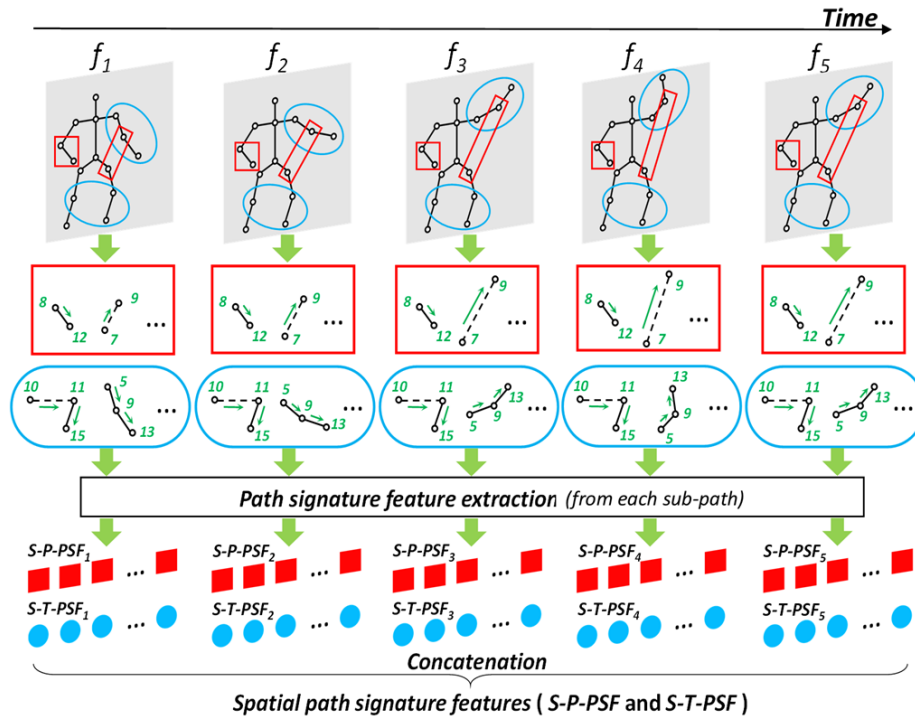 Time
f1 f2 f3 f4 f5
8 9 8 9 8 9 8 9 8 9
12 7 ... 12 7 ... 12 7 ... 12 7 ... 12 7 ...
10 11 5 10 11 5 10 11 13 10 11 13 10 11 13
9 ... 9 ... 5 9 ... 9 ... 5 9 ...
15 13 15 13 15 15 5 15
Path signature feature extraction (from each sub-path)
S-P-PSF1 S-P-PSF2 S-P-PSF3 S-P-PSF4 S-P-PSF5
... ... ... ... ...
S-T-PSF1 S-T-PSF2 S-T-PSF3 S-T-PSF4 S-T-PSF5
... ... ... ... ...
Concatenation
Spatial path signature features ( S-P-PSF and S-T-PSF )